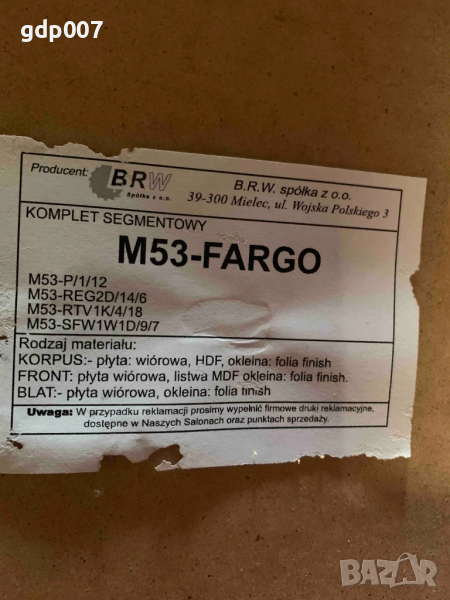 gdp007
Producent:
BRW
Spółka z o.o.
B.R.W. spółka z o.o.
39-300 Mielec, ul. Wojska Polskiego 3
KOMPLET SEGMENTOWY
M53-FARGO
M53-P/1/12
M53-REG2D/14/6
M53-RTV1K/4/18
M53-SFW1W1D/9/7
Rodzaj materiału:
KORPUS:- płyta: wiórowa, HDF, okleina: folia finish
FRONT: płyta wiórowa, listwa MDF okleina: folia finish.
BLAT:- płyta wiórowa, okleina: folia finish
Uwaga: W przypadku reklamacji prosimy wypełnić firmowe druki reklamacyjne,
dostępne w Naszych Salonach oraz punktach sprzedaży.
BAZAR